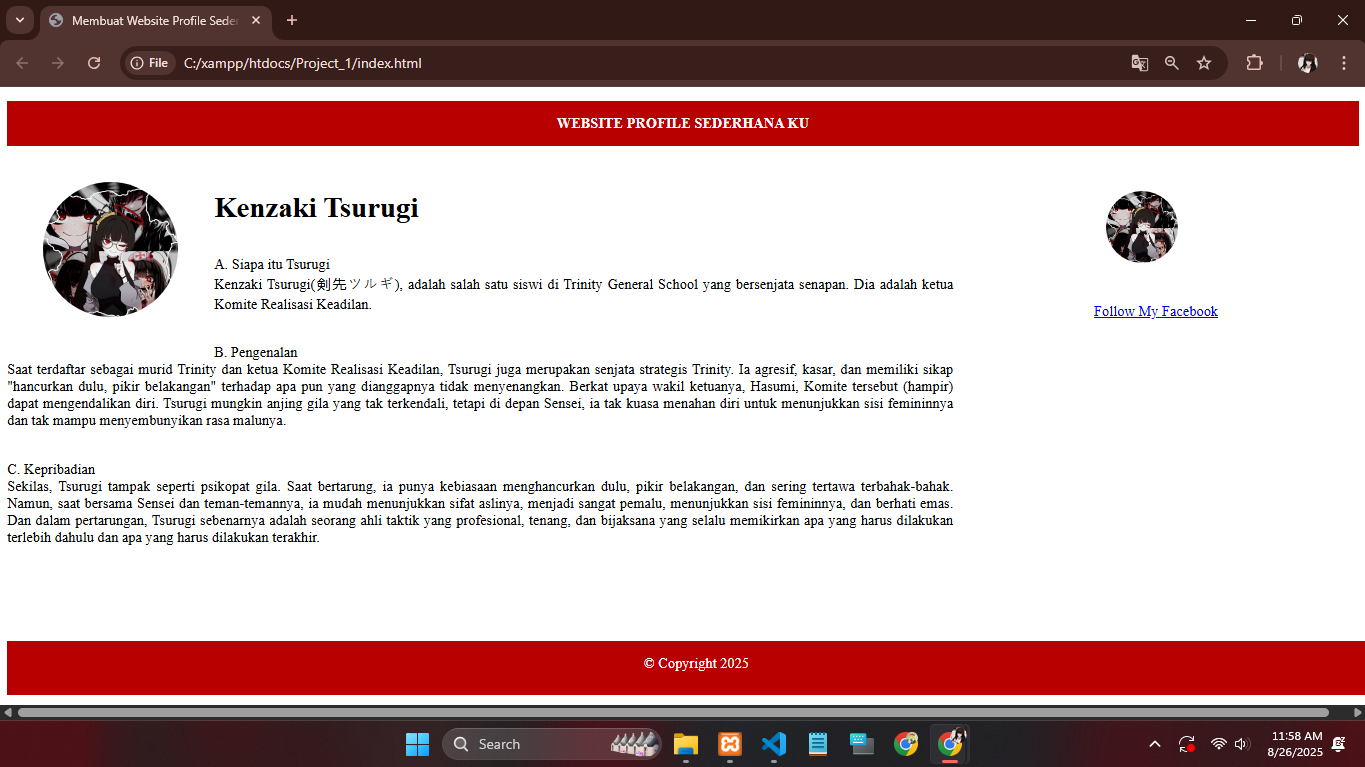 Membuat Website Profile Seder
File
C:/xampp/htdocs/Project_1/index.html
WEBSITE PROFILE SEDERHANA KU
Kenzaki Tsurugi
A. Siapa itu Tsurugi
Kenzaki Tsurugi(剣先ツルギ), adalah salah satu siswi di Trinity General School yang bersenjata senapan. Dia adalah ketua
Komite Realisasi Keadilan.
B. Pengenalan
Saat terdaftar sebagai murid Trinity dan ketua Komite Realisasi Keadilan, Tsurugi juga merupakan senjata strategis Trinity. Ia agresif, kasar, dan memiliki sikap
"hancurkan dulu, pikir belakangan" terhadap apa pun yang dianggapnya tidak menyenangkan. Berkat upaya wakil ketuanya, Hasumi, Komite tersebut (hampir)
dapat mengendalikan diri. Tsurugi mungkin anjing gila yang tak terkendali, tetapi di depan Sensei, ia tak kuasa menahan diri untuk menunjukkan sisi femininnya
dan tak mampu menyembunyikan rasa malunya.
C. Kepribadian
Sekilas, Tsurugi tampak seperti psikopat gila. Saat bertarung, ia punya kebiasaan menghancurkan dulu, pikir belakangan, dan sering tertawa terbahak-bahak.
Namun, saat bersama Sensei dan teman-temannya, ia mudah menunjukkan sifat aslinya, menjadi sangat pemalu, menunjukkan sisi femininnya, dan berhati emas.
Dan dalam pertarungan, Tsurugi sebenarnya adalah seorang ahli taktik yang profesional, tenang, dan bijaksana yang selalu memikirkan apa yang harus dilakukan
terlebih dahulu dan apa yang harus dilakukan terakhir.
Follow My Facebook
© Copyright 2025
Search
11:58 AM
8/26/2025